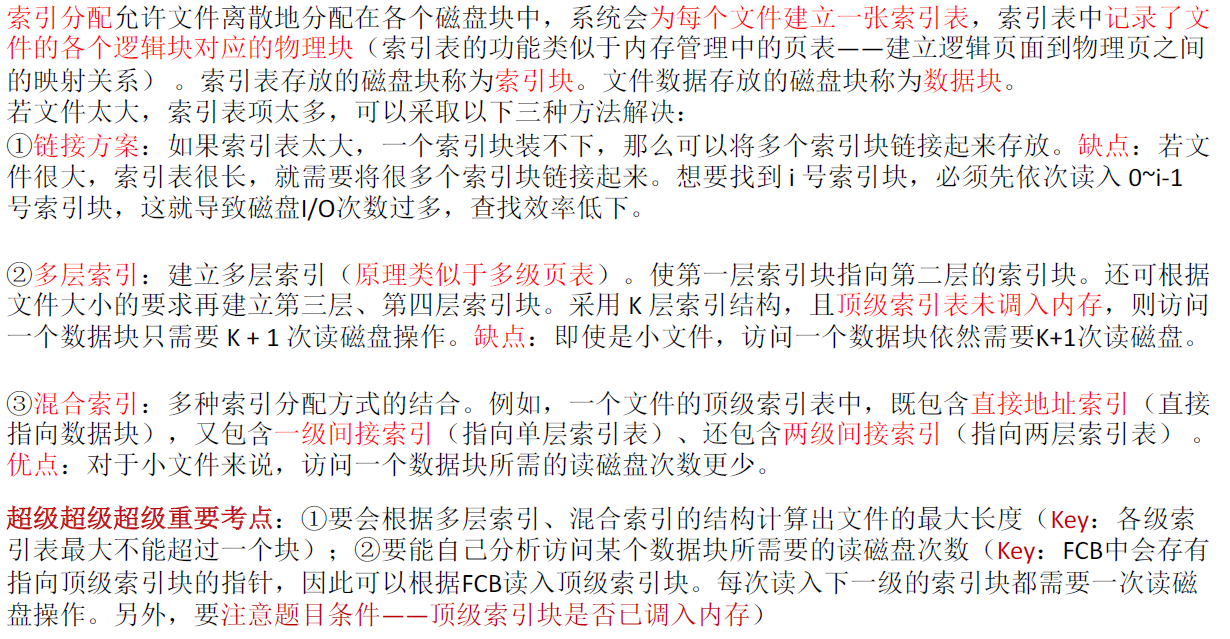 索引分配允许文件离散地分配在各个磁盘块中，系统会为每个文件建立一张索引表，索引表中记录了文
件的各个逻辑块对应的物理块（索引表的功能类似于内存管理中的页表——建立逻辑页面到物理页之间
的映射关系）。索引表存放的磁盘块称为索引块。文件数据存放的磁盘块称为数据块。
若文件太大，索引表项太多，可以采取以下三种方法解决：
①链接方案：如果索引表太大，一个索引块装不下，那么可以将多个索引块链接起来存放。缺点：若文
件很大，索引表很长，就需要将很多个索引块链接起来。想要找到 i 号索引块，必须先依次读入 0~i-1
号索引块，这就导致磁盘I/O次数过多，查找效率低下。
②多层索引：建立多层索引（原理类似于多级页表）。使第一层索引块指向第二层的索引块。还可根据
文件大小的要求再建立第三层、第四层索引块。采用 K 层索引结构，且顶级索引表未调入内存，则访问
一个数据块只需要 K + 1 次读磁盘操作。缺点：即使是小文件，访问一个数据块依然需要K+1次读磁盘。
③混合索引：多种索引分配方式的结合。例如，一个文件的顶级索引表中，既包含直接地址索引（直接
指向数据块），又包含一级间接索引（指向单层索引表）、还包含两级间接索引（指向两层索引表）。
优点：对于小文件来说，访问一个数据块所需的读磁盘次数更少。
超级超级超级重要考点：①要会根据多层索引、混合索引的结构计算出文件的最大长度（Key：各级索
引表最大不能超过一个块）；②要能自己分析访问某个数据块所需要的读磁盘次数（Key：FCB中会存有
指向顶级索引块的指针，因此可以根据FCB读入顶级索引块。每次读入下一级的索引块都需要一次读磁
盘操作。另外，要注意题目条件——顶级索引块是否已调入内存）